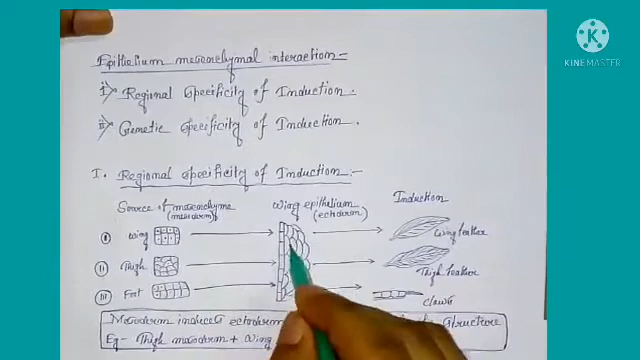 KINEMASTER
Epithelium mesenchymal interaction:-
i) Regional Specificity of Induction.
ii) Genetic Specificity of Induction.
I. Regional specificity of Induction:-
Source of mesenchyme (mesoderm) Wing epithelium (ectoderm) Induction
i wing Wing feather
ii Thigh Thigh feather
iii Foot claws
Mesoderm induces ectoderm structure
Eg- Thigh mesoderm + Wing